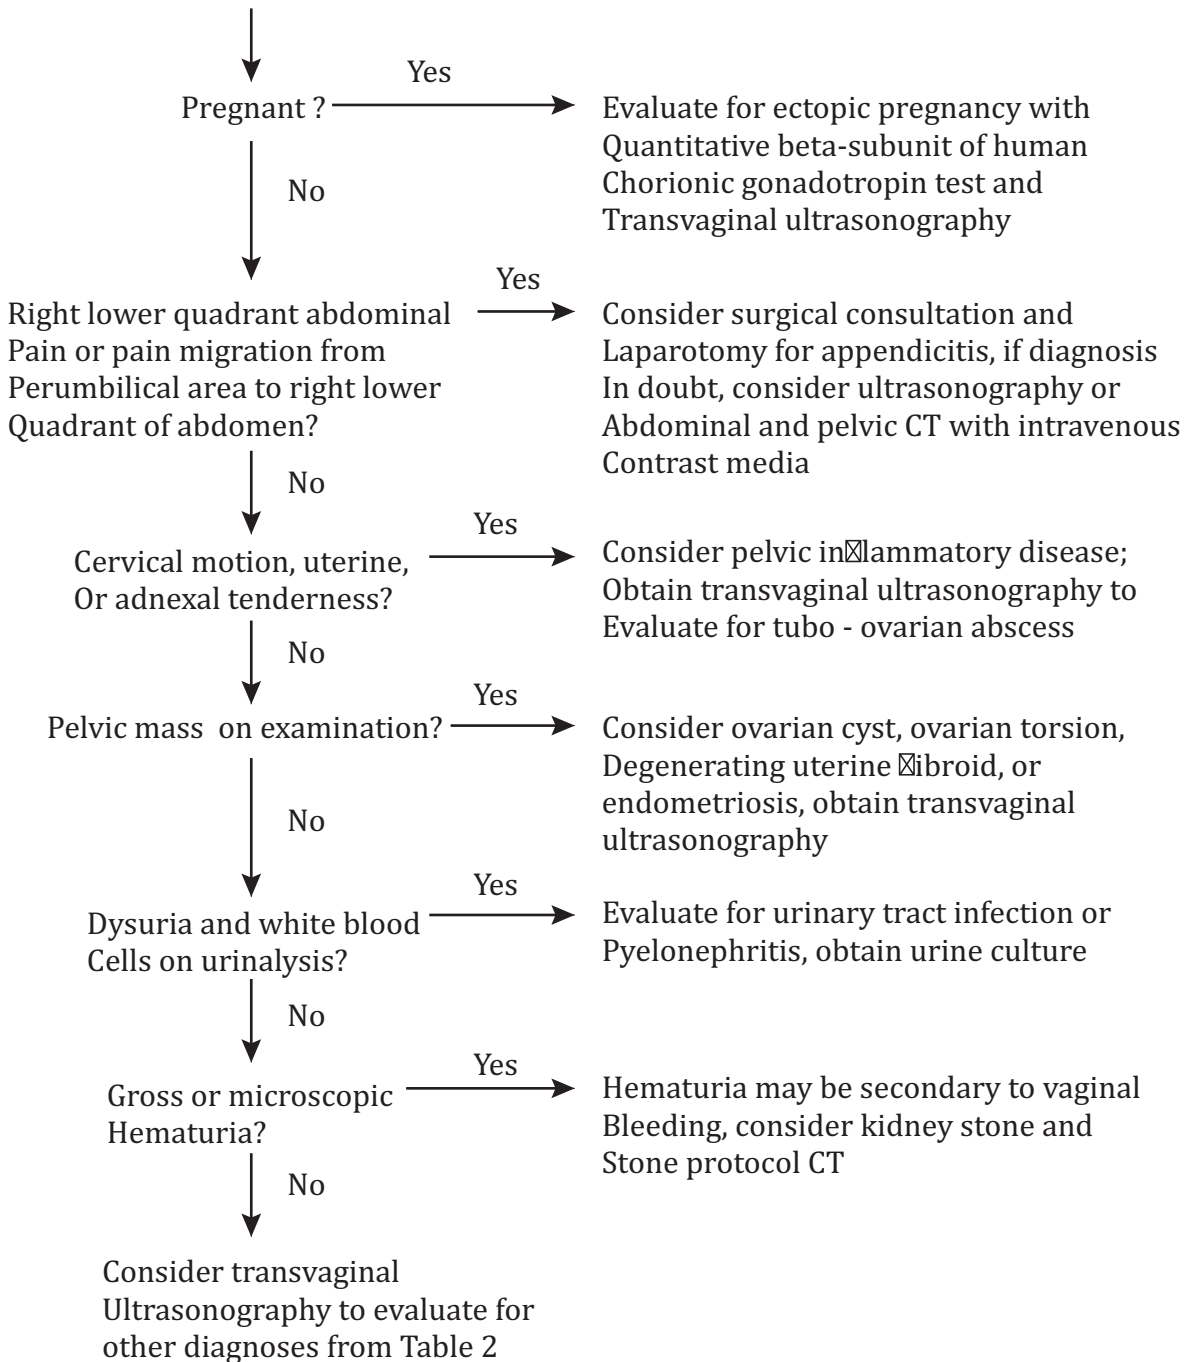 Yes
Pregnant ?
Evaluate for ectopic pregnancy with
Quantitative beta-subunit of human
Chorionic gonadotropin test and
Transvaginal ultrasonography
No
Yes
Right lower quadrant abdominal
Pain or pain migration from
Perumbilical area to right lower
Quadrant of abdomen?
Consider surgical consultation and
Laparotomy for appendicitis, if diagnosis
In doubt, consider ultrasonography or
Abdominal and pelvic CT with intravenous
Contrast media
No
Yes
Cervical motion, uterine,
Or adnexal tenderness?
Consider pelvic in☒lammatory disease;
Obtain transvaginal ultrasonography to
Evaluate for tubo - ovarian abscess
No
Yes
Pelvic mass on examination?
Consider ovarian cyst, ovarian torsion,
Degenerating uterine ☒ibroid, or
endometriosis, obtain transvaginal
ultrasonography
No
Yes
Dysuria and white blood
Cells on urinalysis?
Evaluate for urinary tract infection or
Pyelonephritis, obtain urine culture
No
Yes
Gross or microscopic
Hematuria?
Hematuria may be secondary to vaginal
Bleeding, consider kidney stone and
Stone protocol CT
No
Consider transvaginal
Ultrasonography to evaluate for
other diagnoses from Table 2